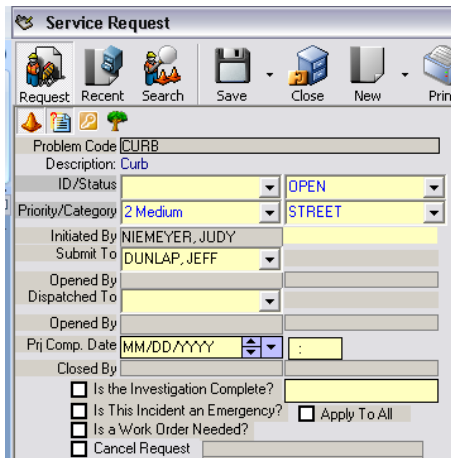 Service Request
Request Recent Search Save Close New Prin
Problem Code CURB
Description: Curb
ID/Status OPEN
Priority/Category 2 Medium STREET
Initiated By NIEMEYER, JUDY
Submit To DUNLAP, JEFF
Opened By
Dispatched To
Opened By
Prj Comp. Date MM/DD/YYYY :
Closed By
Is the Investigation Complete?
Is This Incident an Emergency? Apply To All
Is a Work Order Needed?
Cancel Request